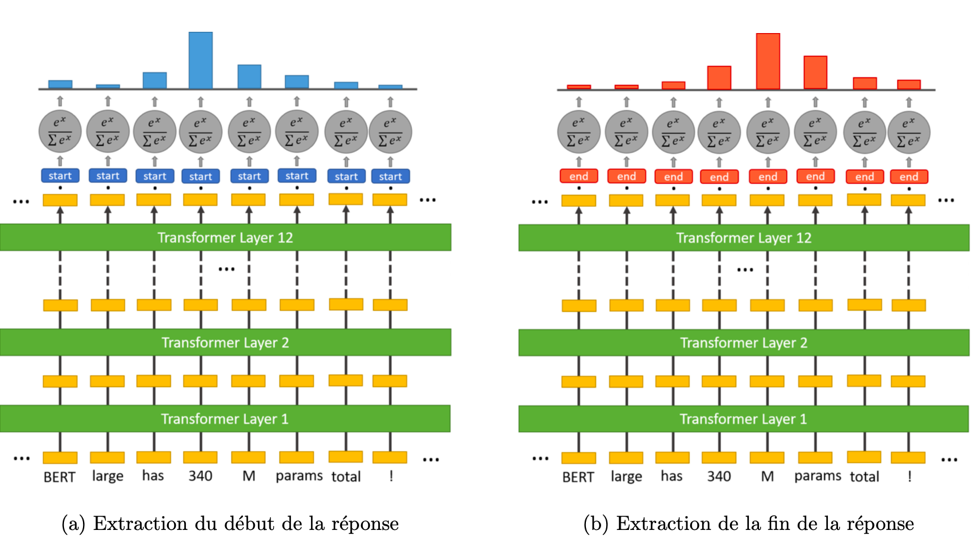 e^x / Σ e^x e^x / Σ e^x e^x / Σ e^x e^x / Σ e^x e^x / Σ e^x e^x / Σ e^x e^x / Σ e^x e^x / Σ e^x
start start start start start start start start
... ...
Transformer Layer 12
...
Transformer Layer 2
Transformer Layer 1
... ...
BERT large has 340 M params total !
(a) Extraction du début de la réponse
e^x / Σ e^x e^x / Σ e^x e^x / Σ e^x e^x / Σ e^x e^x / Σ e^x e^x / Σ e^x e^x / Σ e^x e^x / Σ e^x
end end end end end end end end
... ...
Transformer Layer 12
...
Transformer Layer 2
Transformer Layer 1
... ...
BERT large has 340 M params total !
(b) Extraction de la fin de la réponse